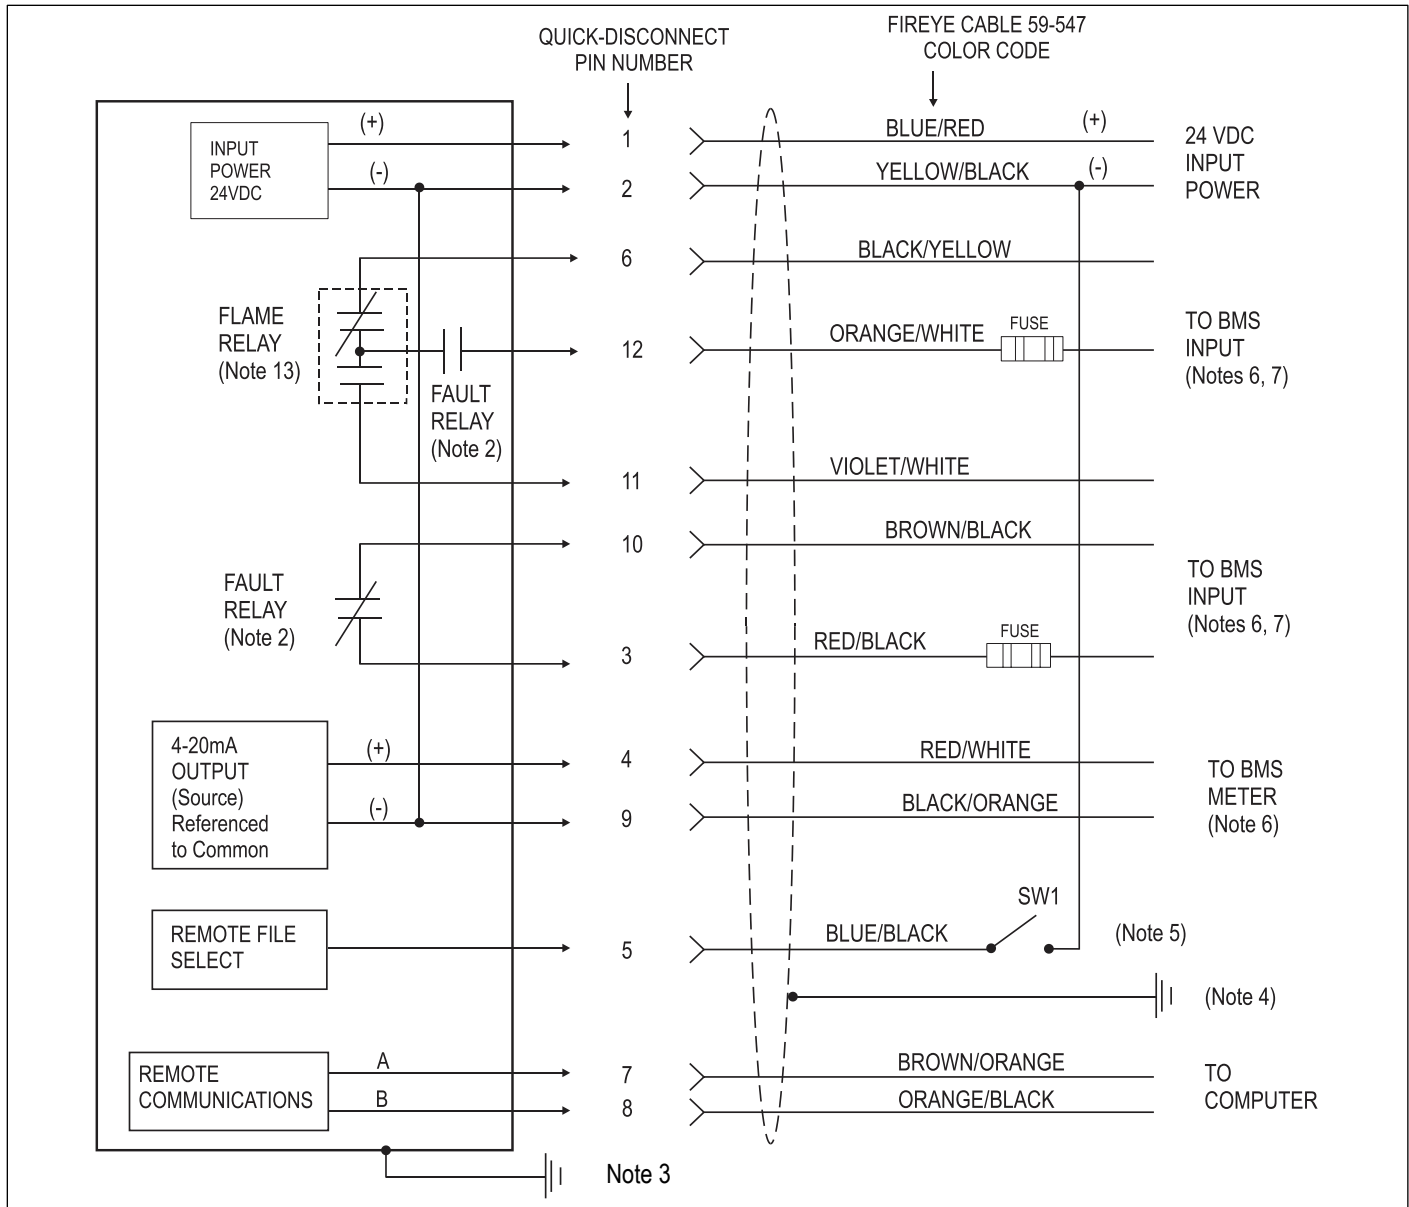 QUICK-DISCONNECT
PIN NUMBER
FIREYE CABLE 59-547
COLOR CODE
INPUT
POWER
24VDC
(+)
(-)
1
2
BLUE/RED
(+)
YELLOW/BLACK
(-)
24 VDC
INPUT
POWER
6
BLACK/YELLOW
FLAME
RELAY
(Note 13)
FAULT
RELAY
(Note 2)
12
ORANGE/WHITE
FUSE
TO BMS
INPUT
(Notes 6, 7)
11
VIOLET/WHITE
10
BROWN/BLACK
FAULT
RELAY
(Note 2)
3
RED/BLACK
FUSE
TO BMS
INPUT
(Notes 6, 7)
4-20mA
OUTPUT
(Source)
Referenced
to Common
(+)
(-)
4
9
RED/WHITE
BLACK/ORANGE
TO BMS
METER
(Note 6)
REMOTE FILE
SELECT
5
BLUE/BLACK
SW1
(Note 5)
(Note 4)
REMOTE
COMMUNICATIONS
A
B
7
8
BROWN/ORANGE
ORANGE/BLACK
TO
COMPUTER
Note 3